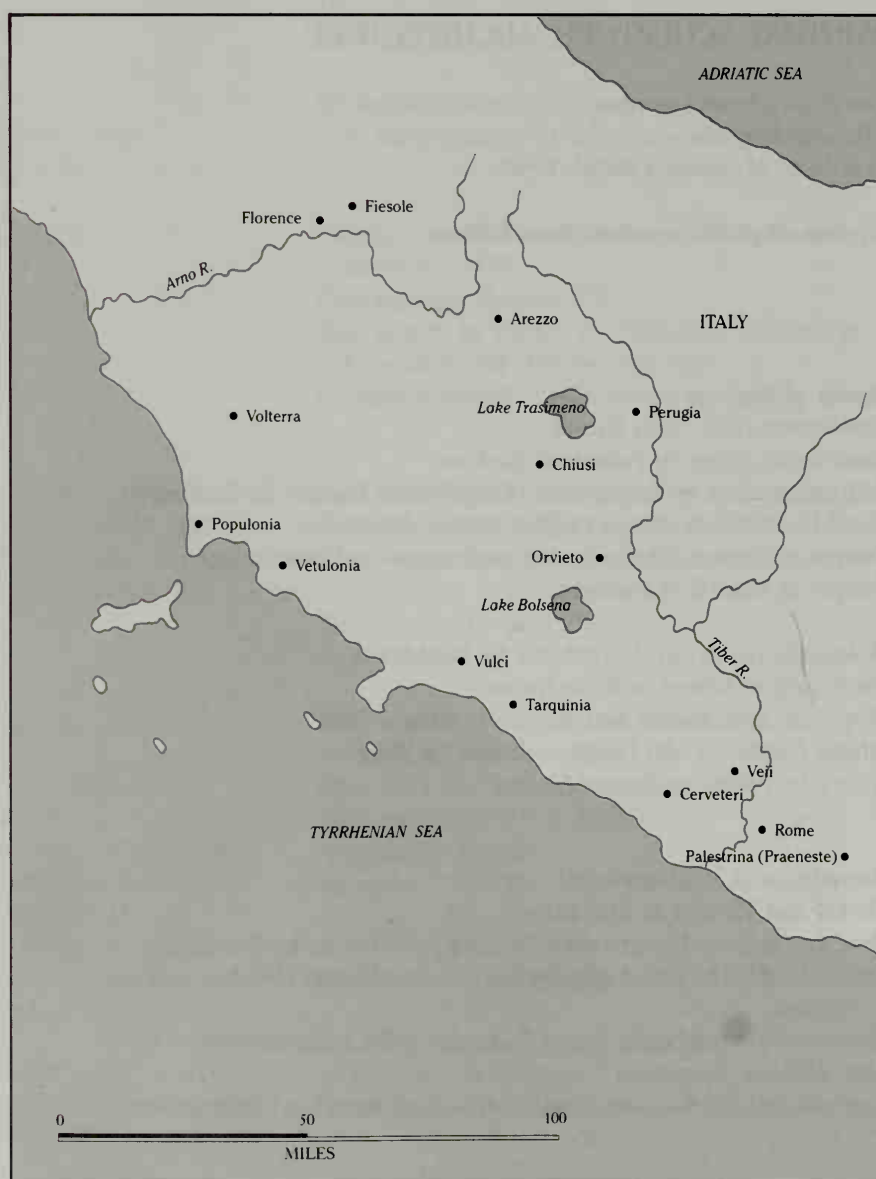 ADRIATIC SEA
Fiesole
Florence
Arno R.
Arezzo
ITALY
Lake Trasimeno
Perugia
Volterra
Chiusi
Populonia
Orvieto
Vetulonia
Lake Bolsena
Tiber R.
Vulci
Tarquinia
Veii
Cerveteri
TYRRHENIAN SEA
Rome
Palestrina (Praeneste)
0 50 100
MILES